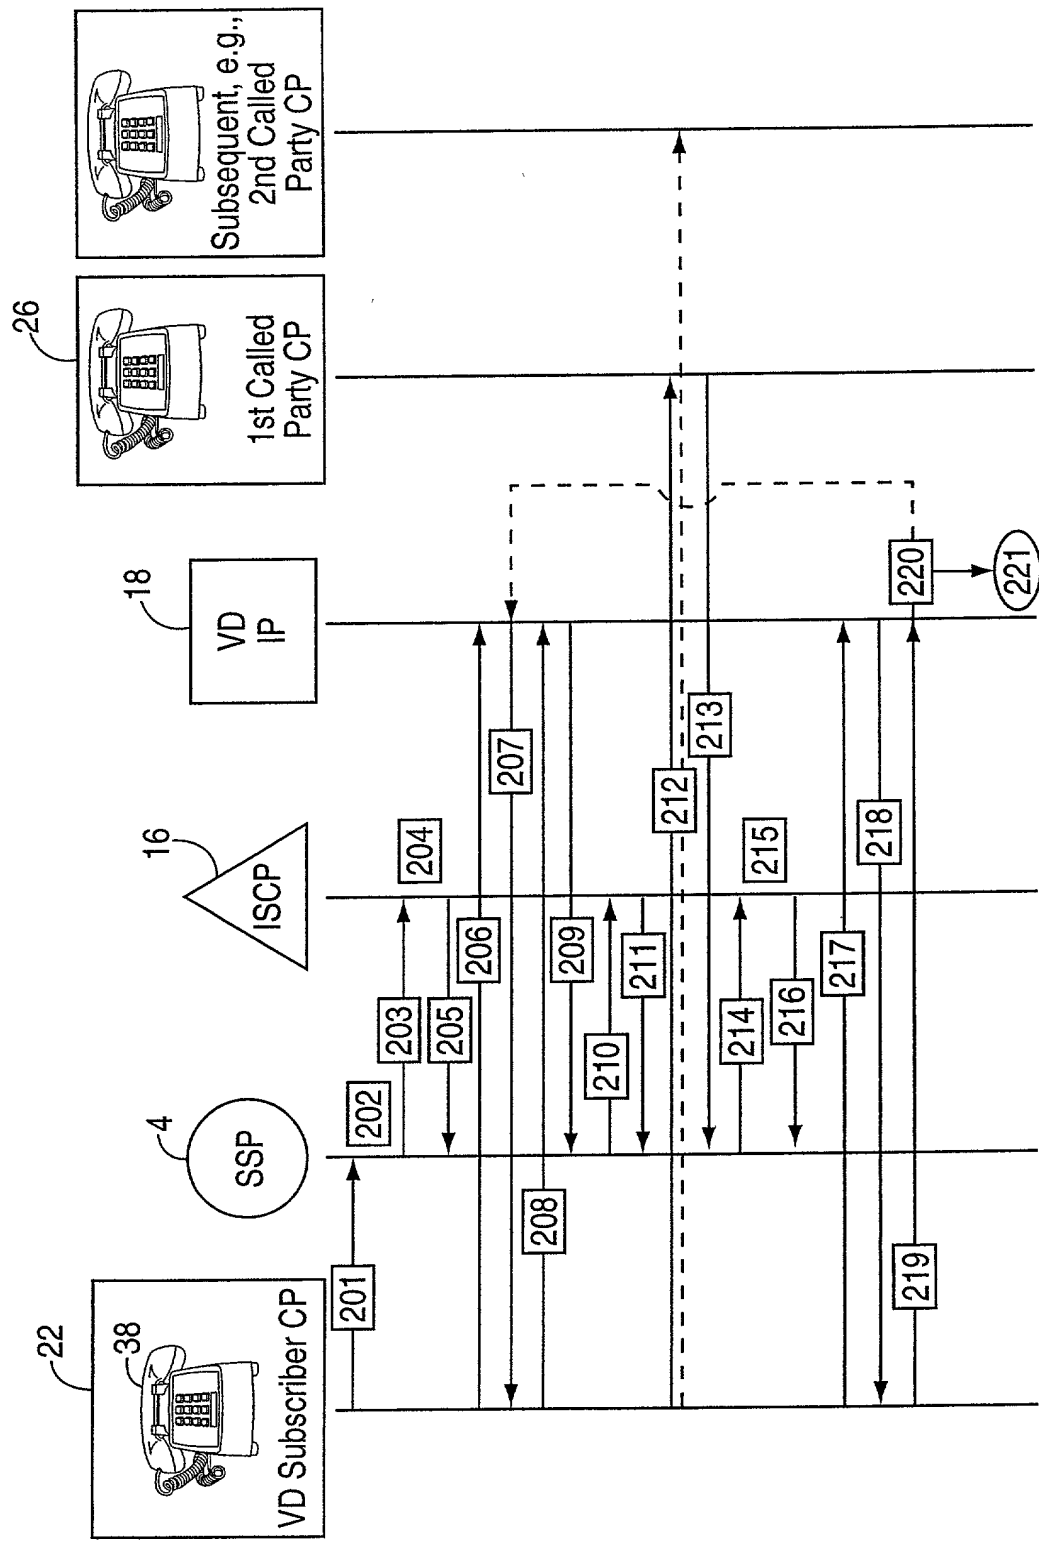 22
38
VD Subscriber CP
4
SSP
16
ISCP
18
VD
IP
26
1st Called
Party CP
Subsequent, e.g.,
2nd Called
Party CP
201
202
203
204
205
206
207
208
209
210
211
212
213
214
215
216
217
218
219
220
221